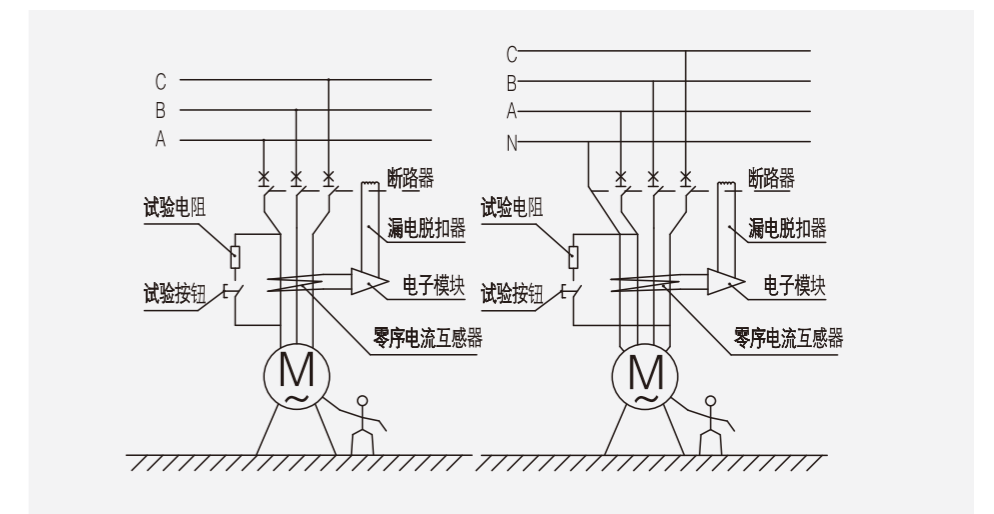 C
B
A
断路器
试验电阻
漏电脱扣器
试验按钮
电子模块
零序电流互感器
M
~
C
B
A
N
断路器
试验电阻
漏电脱扣器
试验按钮
电子模块
零序电流互感器
M
~